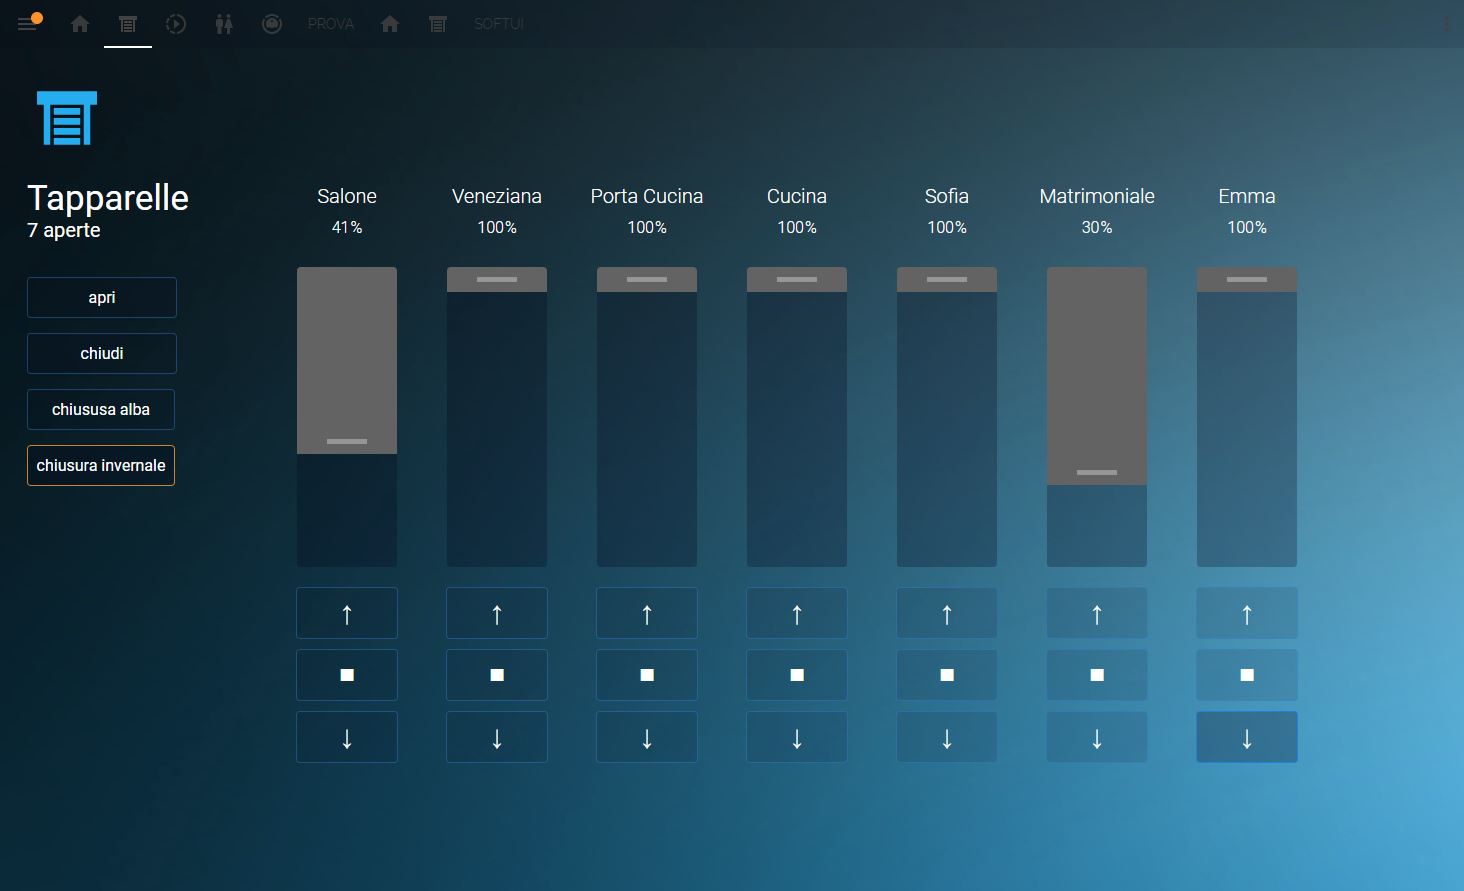 PROVA
SOFTUI
Tapparelle
7 aperte
apri
chiudi
chiususa alba
chiusura invernale
Salone
41%
Veneziana
100%
Porta Cucina
100%
Cucina
100%
Sofia
100%
Matrimoniale
30%
Emma
100%